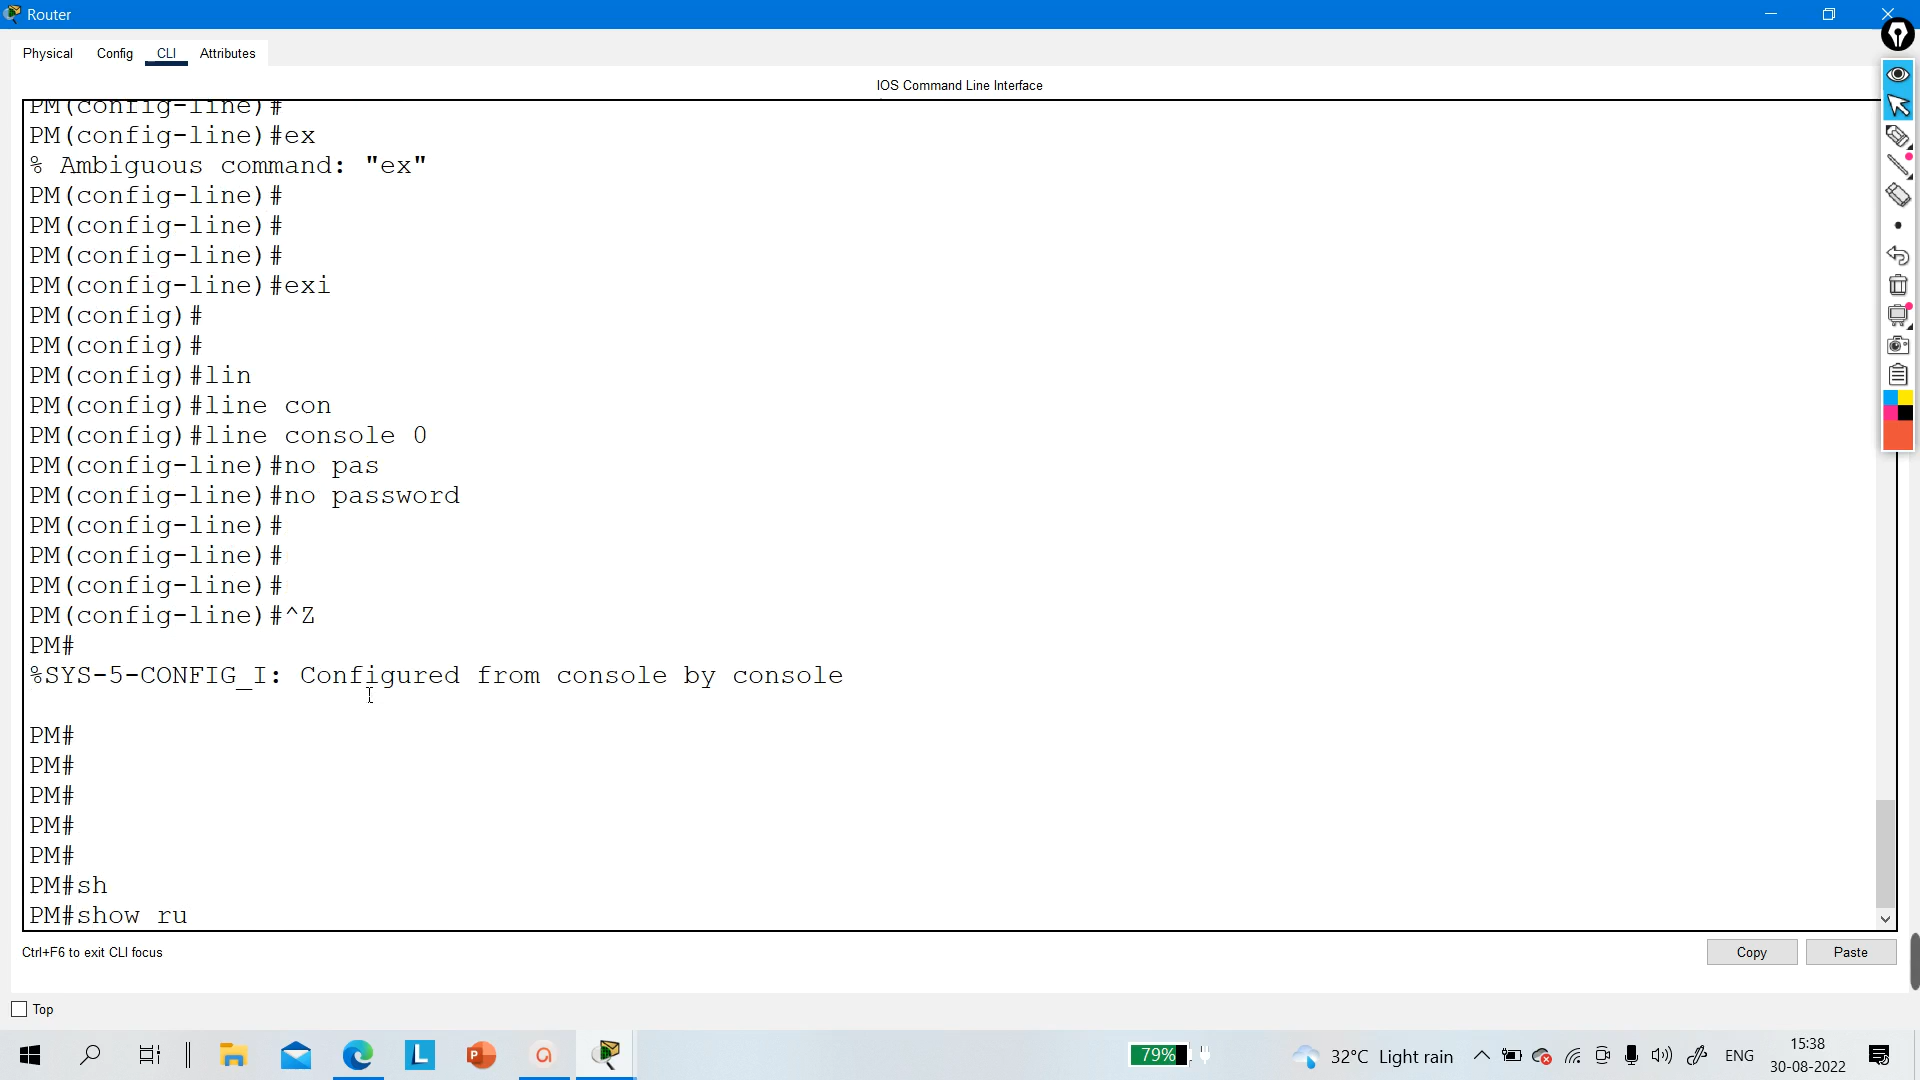 Router
Physical Config CLI Attributes
IOS Command Line Interface
PM(config-line)#
PM(config-line)#ex
% Ambiguous command: "ex"
PM(config-line)#
PM(config-line)#
PM(config-line)#
PM(config-line)#exi
PM(config)#
PM(config)#
PM(config)#lin
PM(config)#line con
PM(config)#line console 0
PM(config-line)#no pas
PM(config-line)#no password
PM(config-line)#
PM(config-line)#
PM(config-line)#
PM(config-line)#^Z
PM#
%SYS-5-CONFIG_I: Configured from console by console
PM#
PM#
PM#
PM#
PM#
PM#sh
PM#show ru
Ctrl+F6 to exit CLI focus
Copy Paste
Top
79% 32°C Light rain ENG 15:38
30-08-2022